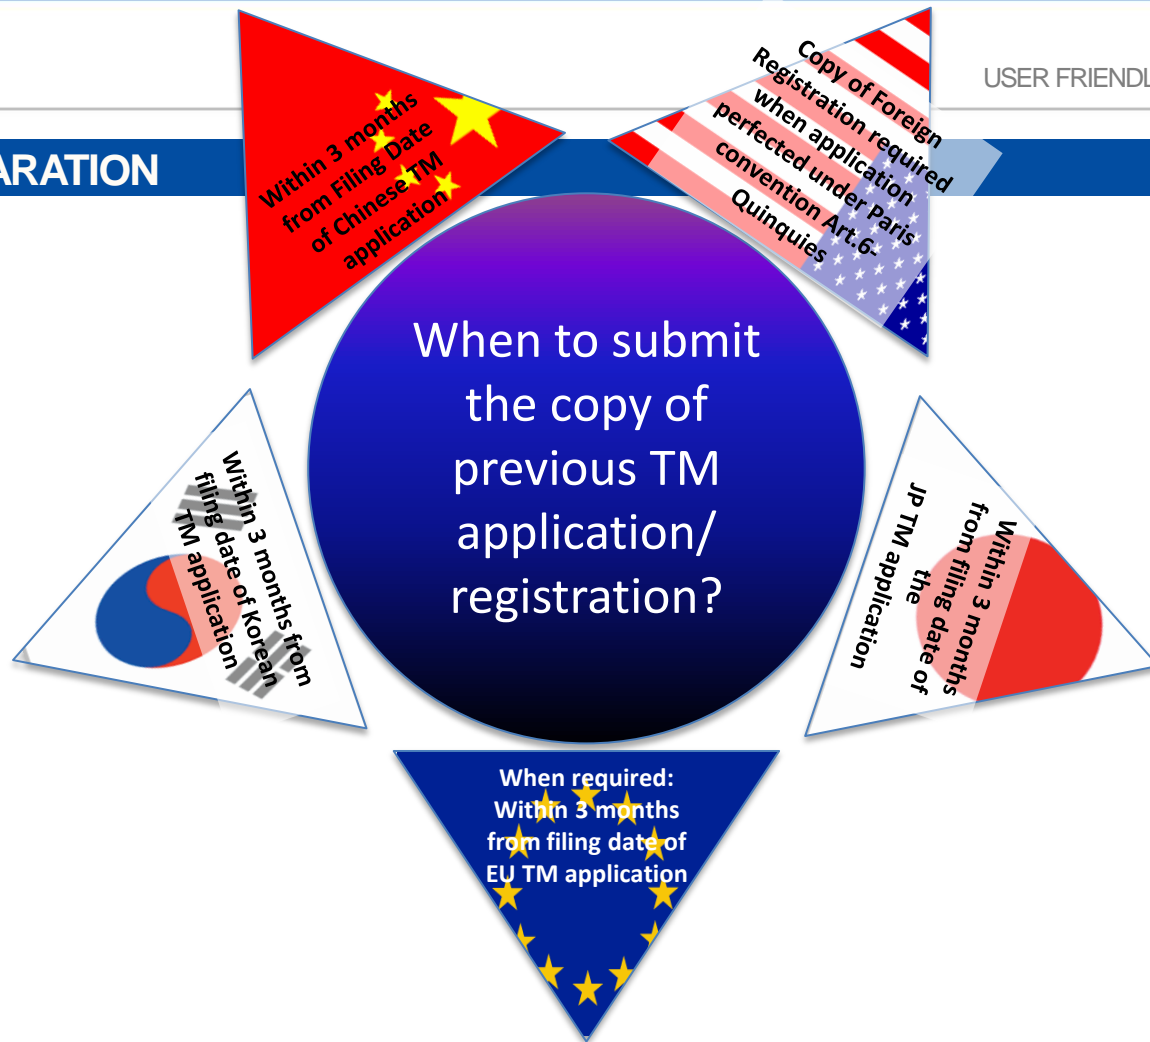 USER FRIENDL
ARATION
Within 3 months
from Filing Date
of Chinese TM
application
Copy of Foreign
Registration required
when application
perfected under Paris
convention Art.6-
Quinquies
When to submit
the copy of
previous TM
application/
registration?
Within 3 months from
filing date of Korean
TM application
Within 3 months
from filing date of
the
JP TM application
When required:
Within 3 months
from filing date of
EU TM application